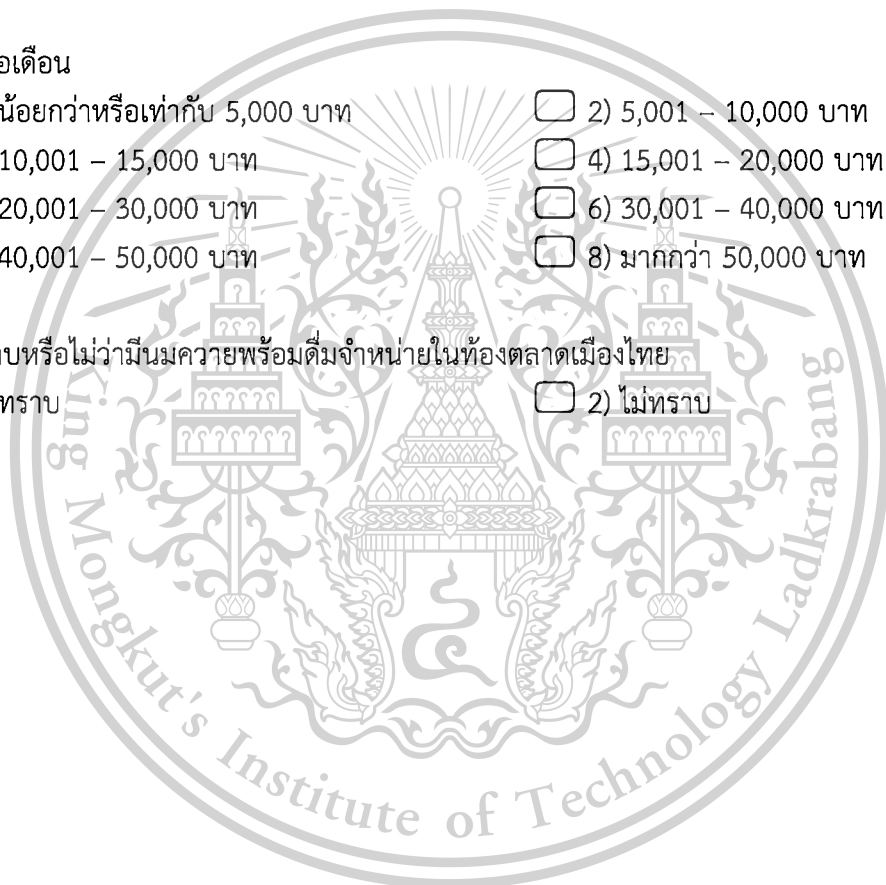 อเดือน
น้อยกว่าหรือเท่ากับ 5,000 บาท 2) 5,001 – 10,000 บาท
10,001 – 15,000 บาท 4) 15,001 – 20,000 บาท
20,001 – 30,000 บาท 6) 30,001 – 40,000 บาท
40,001 – 50,000 บาท 8) มากกว่า 50,000 บาท
บหรือไม่ว่ามีนมควายพร้อมดื่มจำหน่ายในท้องตลาดเมืองไทย
ทราบ 2) ไม่ทราบ
King Mongkut's Institute of Technology Ladkrabang